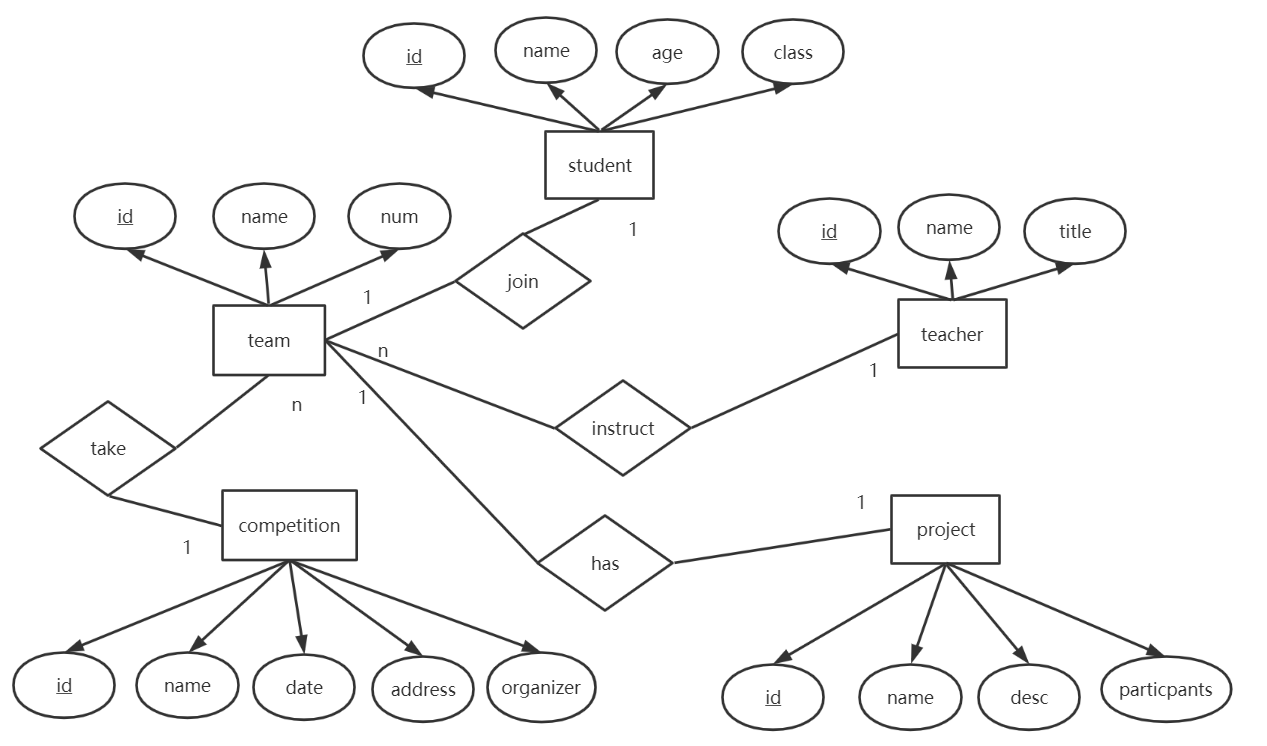 id
name
age
class
student
id
name
num
1
id
name
title
join
1
team
n
teacher
1
1
n
take
instruct
1
competition
project
1
has
id
name
date
address
organizer
id
name
desc
particpants